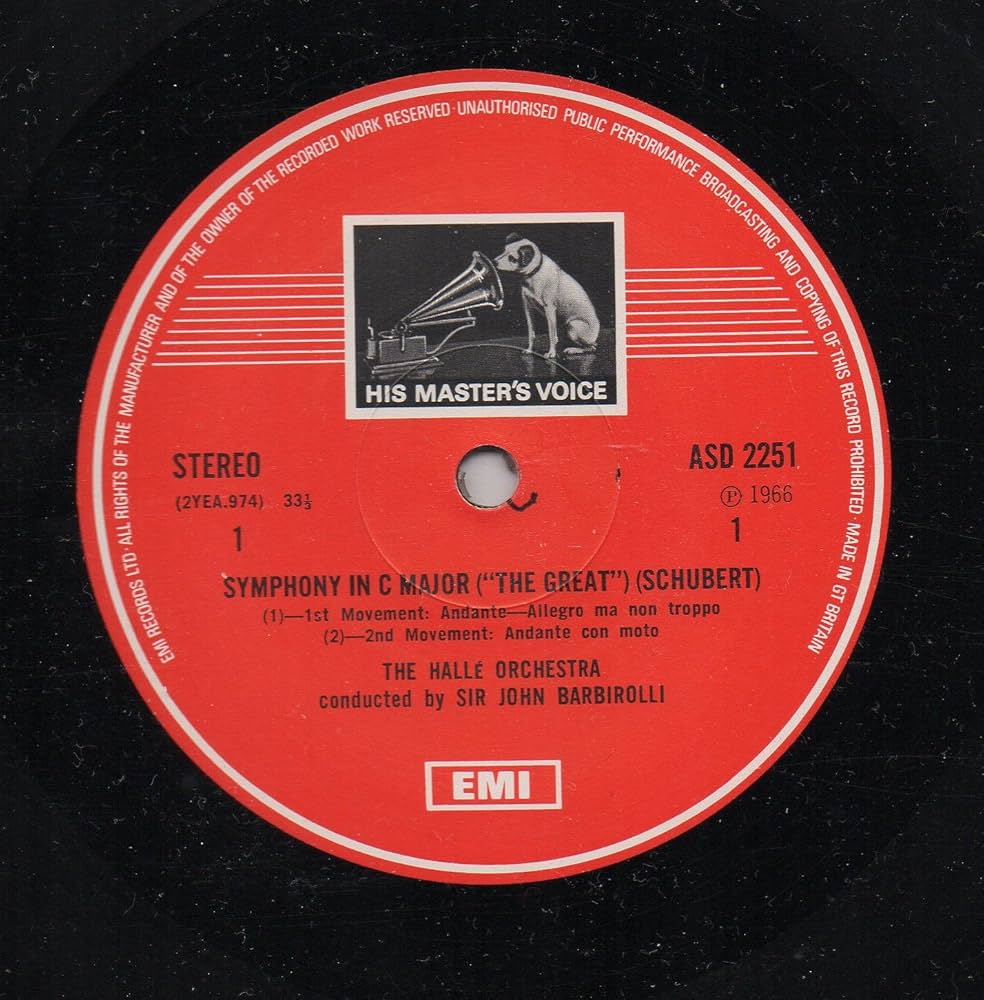 EMI RECORDS LTD · ALL RIGHTS OF THE MANUFACTURER AND OF THE OWNER OF THE RECORDED WORK RESERVED · UNAUTHORISED PUBLIC PERFORMANCE BROADCASTING AND COPYING OF THIS RECORD PROHIBITED · MADE IN GT BRITAIN
HIS MASTER'S VOICE
STEREO
ASD 2251
(2YEA.974) 33⅓
Ⓟ 1966
1
1
SYMPHONY IN C MAJOR ("THE GREAT") (SCHUBERT)
(1)—1st Movement: Andante—Allegro ma non troppo
(2)—2nd Movement: Andante con moto
THE HALLÉ ORCHESTRA
conducted by SIR JOHN BARBIROLLI
EMI